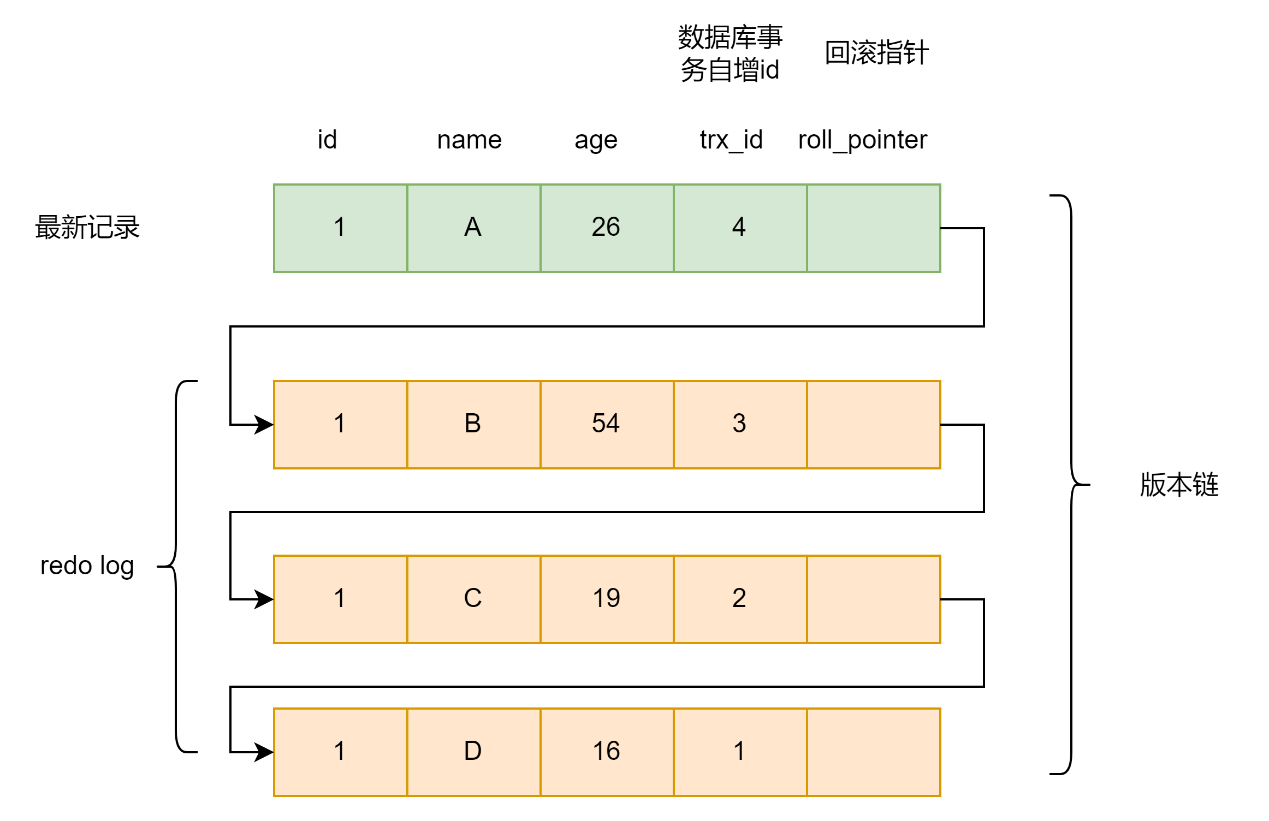 数据库事
务自增id
回滚指针
id name age trx_id roll_pointer
最新记录 1 A 26 4
1 B 54 3
版本链
redo log
1 C 19 2
1 D 16 1